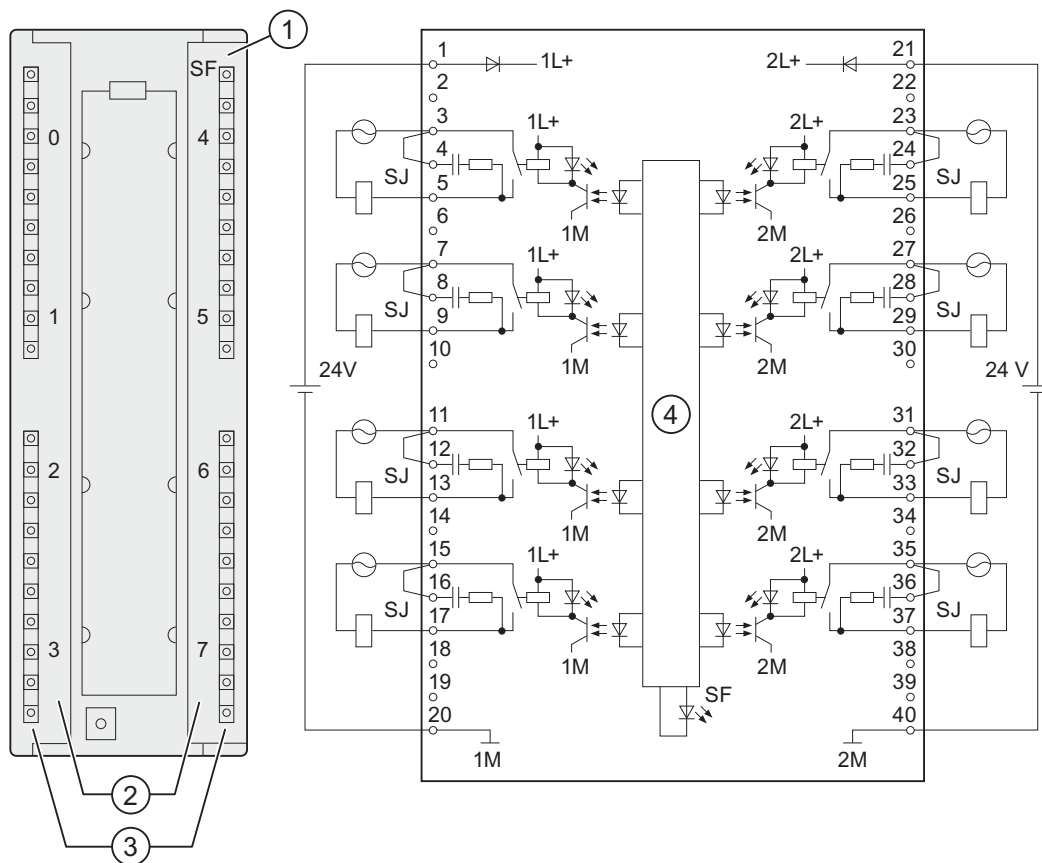 1
SF
0
4
1
5
2
6
3
7
2
3
1
1L+
2L+
21
2
22
3
1L+
2L+
23
4
24
SJ
SJ
5
25
6
1M
2M
26
7
1L+
2L+
27
8
28
SJ
SJ
9
29
10
1M
2M
30
24V
24 V
4
11
1L+
2L+
31
12
32
SJ
SJ
13
33
14
1M
2M
34
15
1L+
2L+
35
16
36
SJ
SJ
17
37
18
1M
2M
38
19
SF
39
20
40
1M
2M